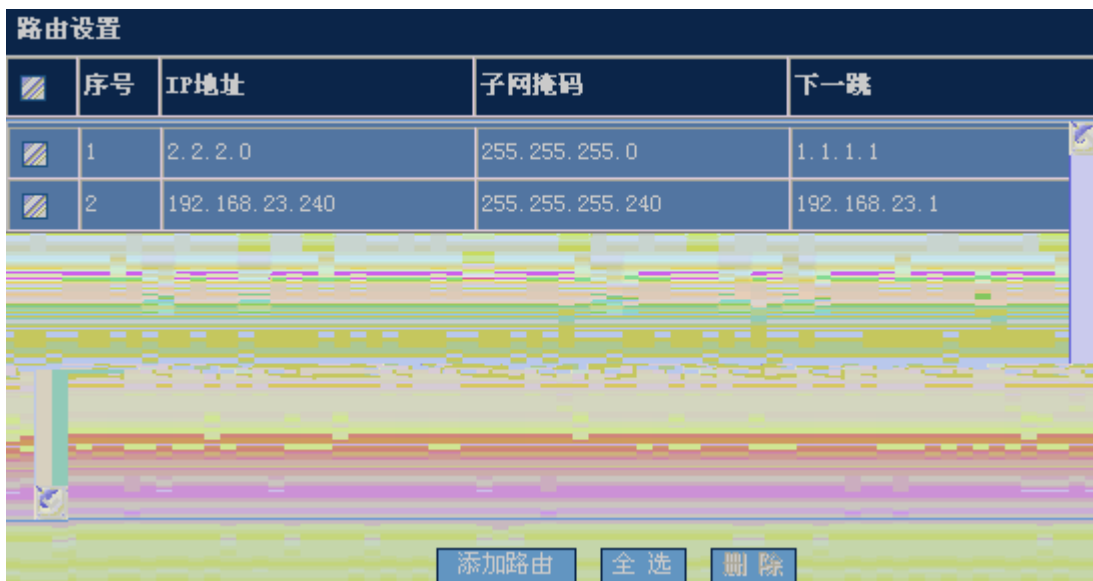 路由设置
序号 IP地址 子网掩码 下一跳
1 2.2.2.0 255.255.255.0 1.1.1.1
2 192.168.23.240 255.255.255.240 192.168.23.1
添加路由 全选 删除